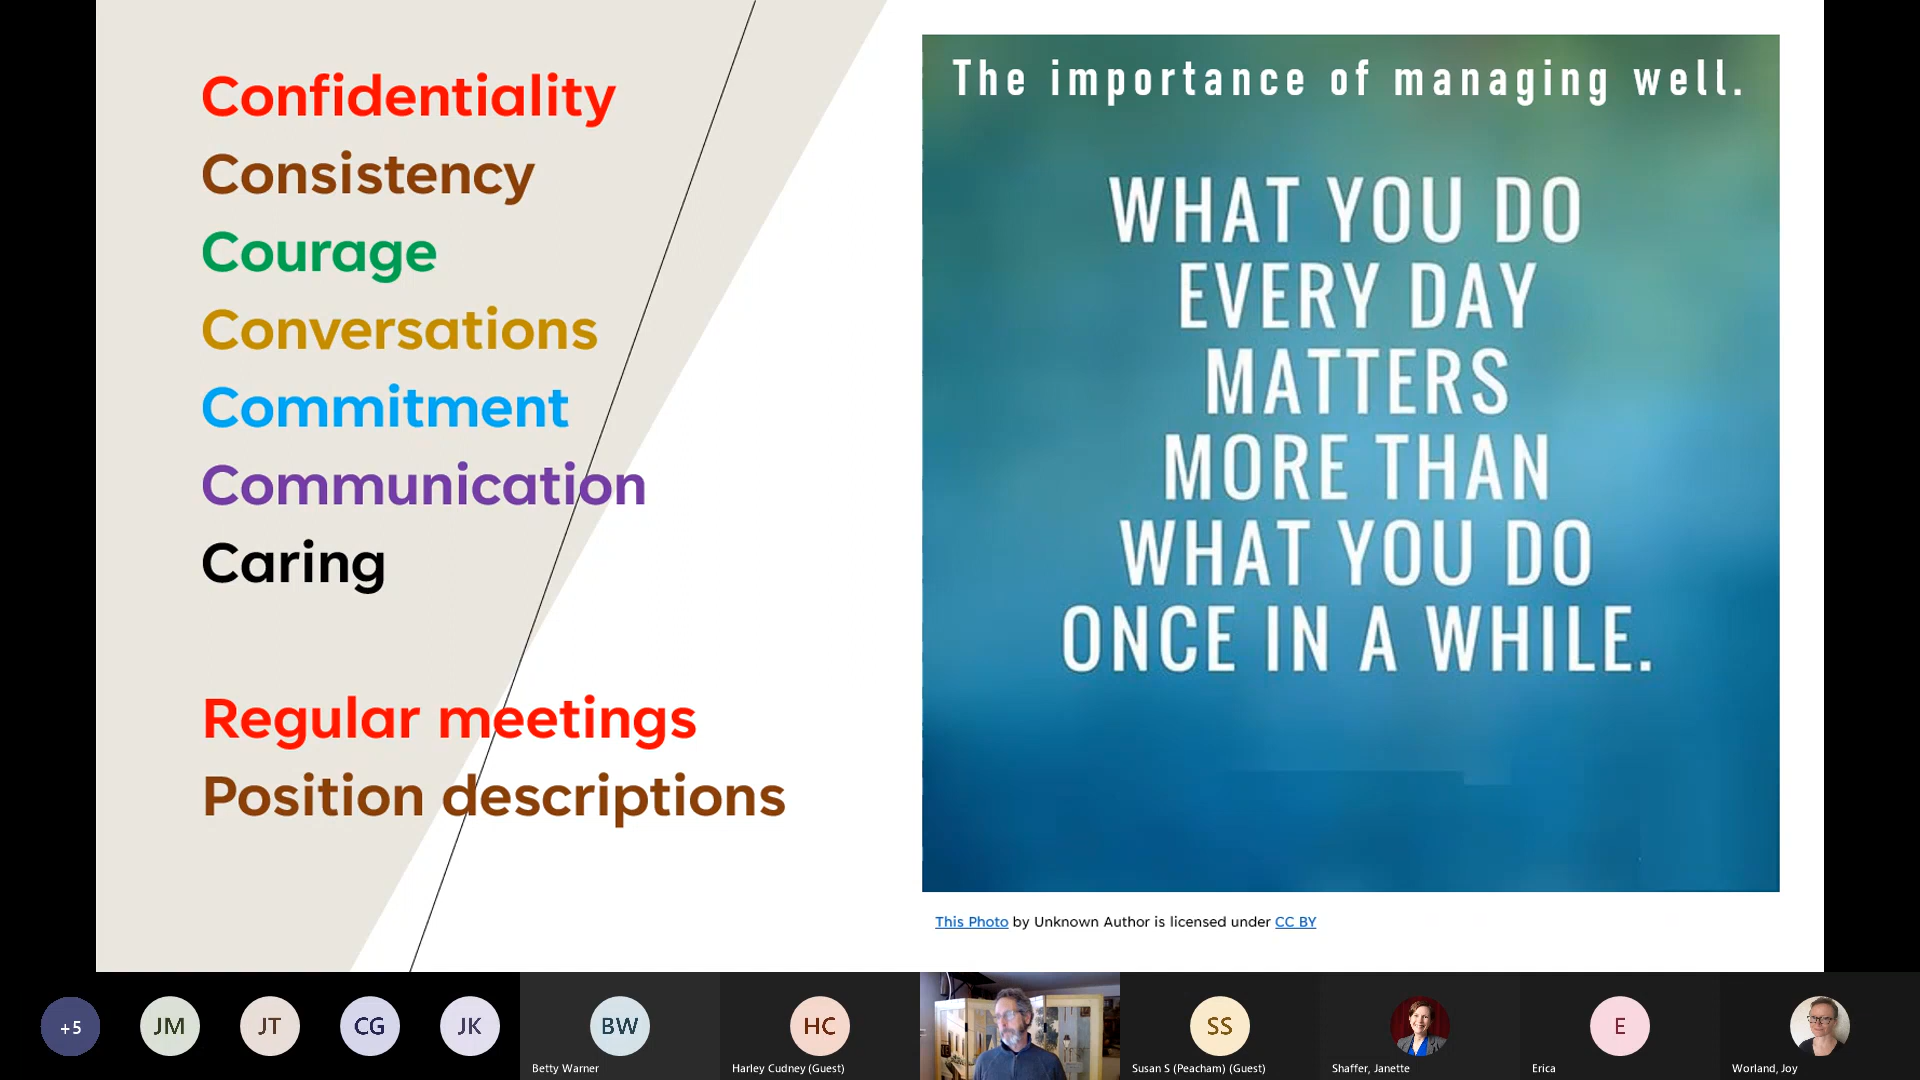 Confidentiality
Consistency
Courage
Conversations
Commitment
Communication
Caring
Regular meetings
Position descriptions
The importance of managing well.
WHAT YOU DO
EVERY DAY
MATTERS
MORE THAN
WHAT YOU DO
ONCE IN A WHILE.
This Photo by Unknown Author is licensed under CC BY
+5
JM
JT
CG
JK
BW
Betty Warner
HC
Harley Cudney (Guest)
SS
Susan S (Peacham) (Guest)
Shaffer, Janette
E
Erica
Worland, Joy